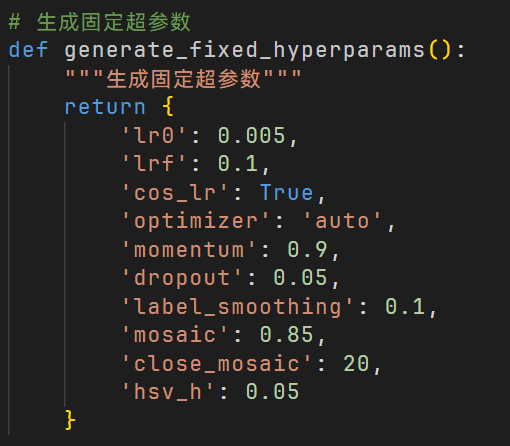 # 生成固定超参数
def generate_fixed_hyperparams():
    """生成固定超参数"""
    return {
        'lr0': 0.005,
        'lrf': 0.1,
        'cos_lr': True,
        'optimizer': 'auto',
        'momentum': 0.9,
        'dropout': 0.05,
        'label_smoothing': 0.1,
        'mosaic': 0.85,
        'close_mosaic': 20,
        'hsv_h': 0.05
    }